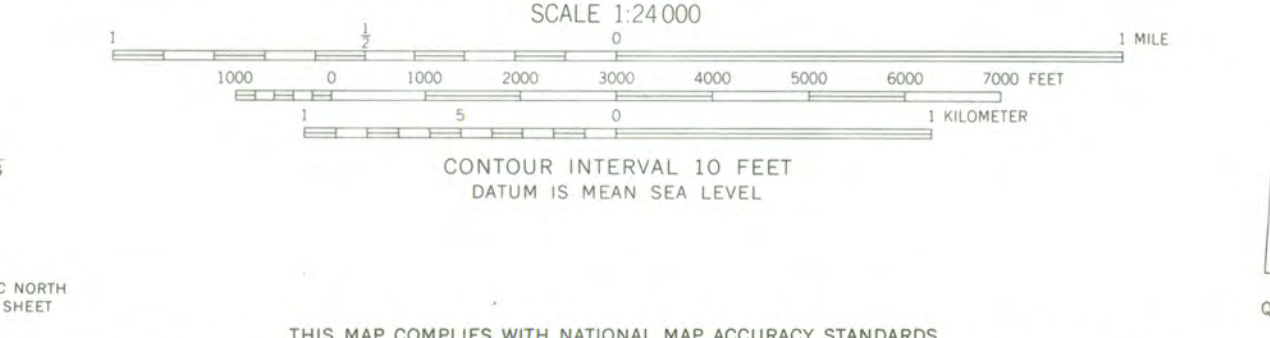 SCALE 1:24000
1 ½ 0 1 MILE
1000 0 1000 2000 3000 4000 5000 6000 7000 FEET
1 5 0 1 KILOMETER
CONTOUR INTERVAL 10 FEET
DATUM IS MEAN SEA LEVEL
C NORTH
SHEET
THIS MAP COMPLIES WITH NATIONAL MAP ACCURACY STANDARDS